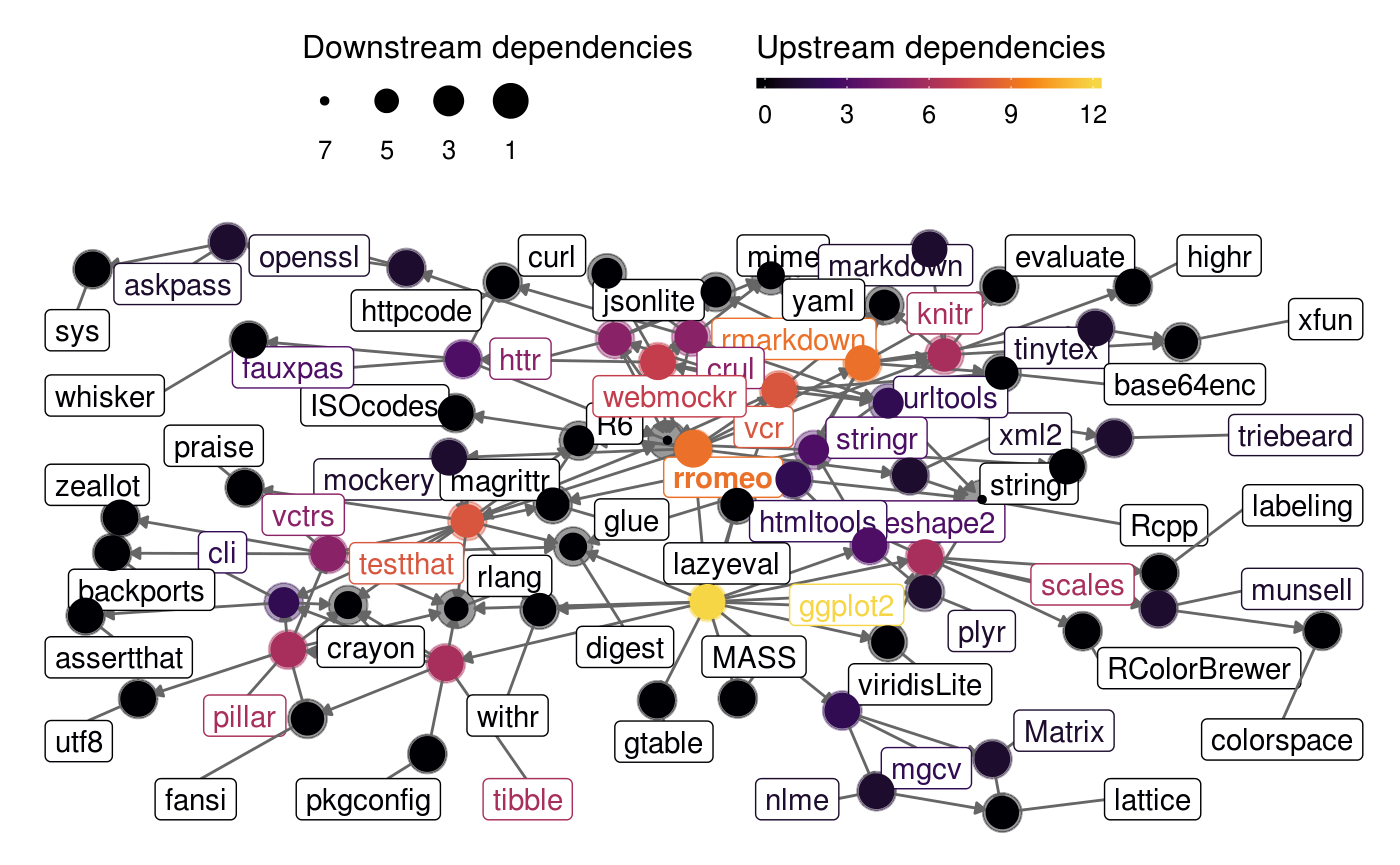 Downstream dependencies
7 5 3 1
Upstream dependencies
0 3 6 9 12
openssl
curl
mime
markdown
evaluate
highr
askpass
httpcode
jsonlite
yaml
knitr
xfun
sys
fauxpas
httr
rmarkdown
crul
tinytex
base64enc
whisker
ISOcodes
webmockr
urltools
R6
vcr
stringr
xml2
triebeard
praise
zeallot
mockery
magrittr
rromeo
stringi
labeling
vctrs
glue
htmltools
eshape2
Rcpp
cli
testthat
rlang
lazyeval
scales
munsell
backports
ggplot2
plyr
assertthat
crayon
digest
MASS
viridisLite
RColorBrewer
utf8
pillar
withr
gtable
Matrix
colorspace
fansi
pkgconfig
tibble
nlme
mgcv
lattice